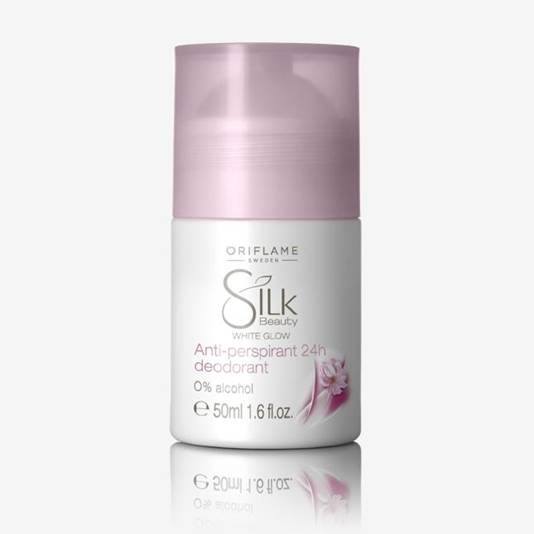 ORIFLAME
SWEDEN
SILK
Beauty
WHITE GLOW
Anti-perspirant 24h
deodorant
0% alcohol
℮ 50ml 1.6 fl.oz.